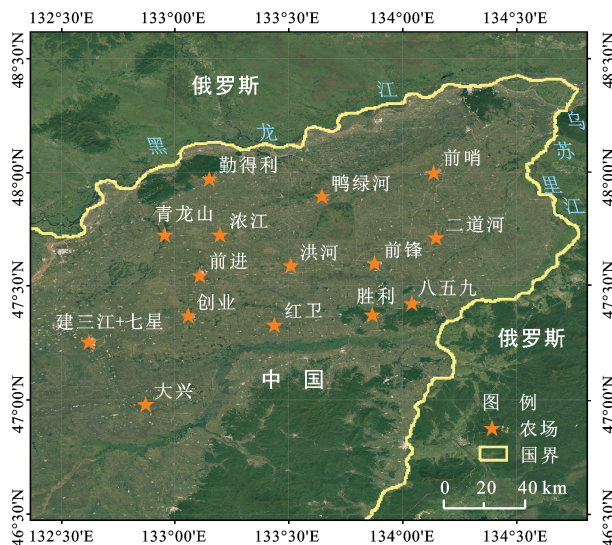 132°30′E 133°00′E 133°30′E 134°00′E 134°30′E
48°30′N
48°00′N
47°30′N
47°00′N
46°30′N
48°30′N
48°00′N
47°30′N
47°00′N
46°30′N
俄罗斯
黑龙江
乌苏里江
勤得利
鸭绿河
前哨
青龙山
浓江
二道河
前进
洪河
前锋
创业
红卫
胜利
八五九
建三江+七星
俄罗斯
中 国
大兴
图 例
农场
国界
0 20 40 km
132°30′E 133°00′E 133°30′E 134°00′E 134°30′E